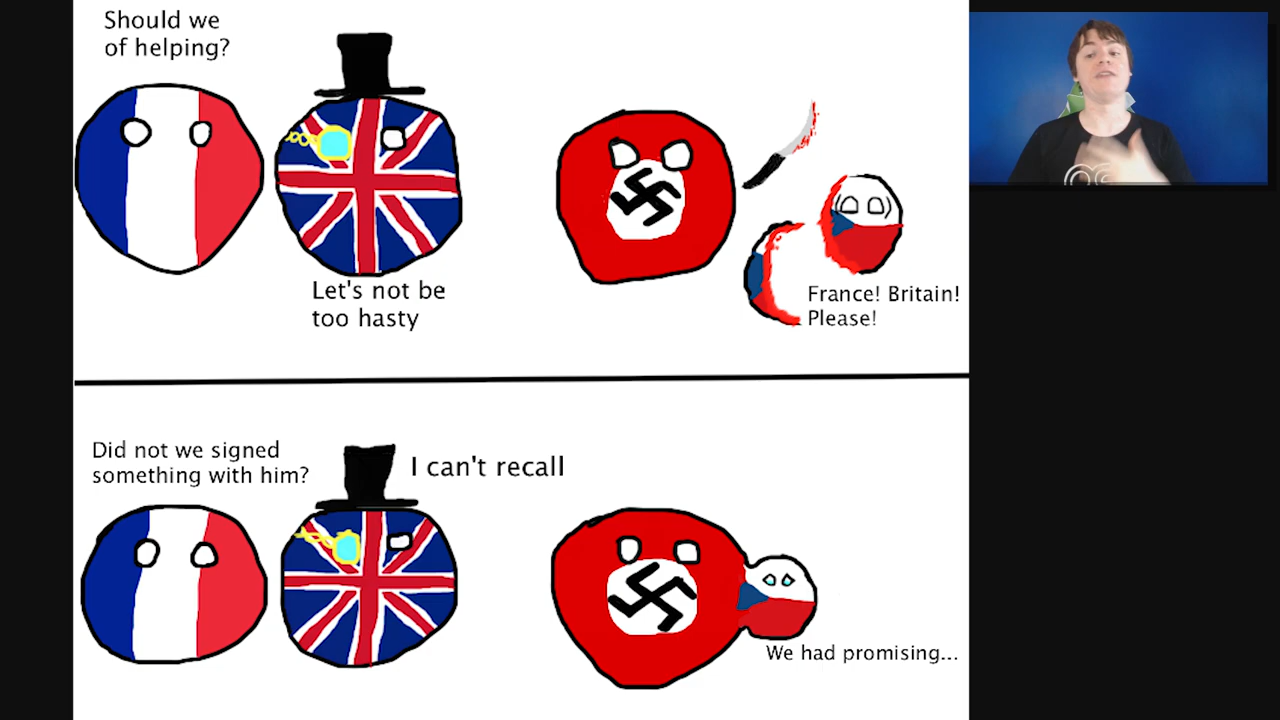 Should we
of helping?
Let's not be
too hasty
France! Britain!
Please!
Did not we signed
something with him?
I can't recall
We had promising...